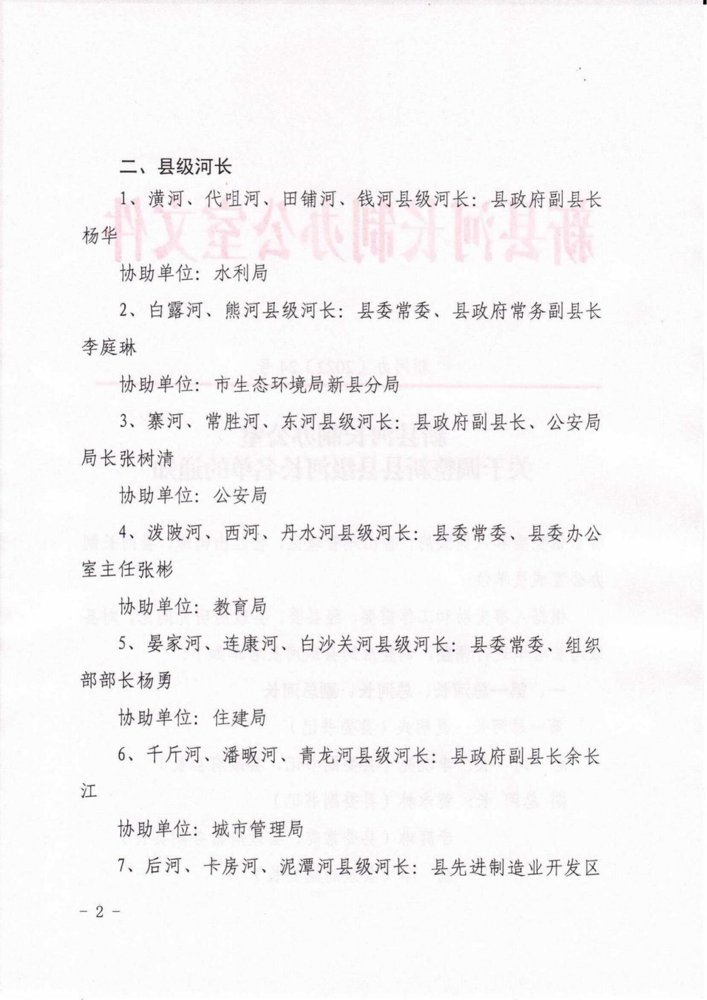 二、县级河长
1、潢河、代咀河、田铺河、钱河县级河长：县政府副县长
杨华
协助单位：水利局
2、白露河、熊河县级河长：县委常委、县政府常务副县长
李庭琳
协助单位：市生态环境局新县分局
3、寨河、常胜河、东河县级河长：县政府副县长、公安局
局长张树清
协助单位：公安局
4、泼陂河、西河、丹水河县级河长：县委常委、县委办公
室主任张彬
协助单位：教育局
5、晏家河、连康河、白沙关河县级河长：县委常委、组织
部部长杨勇
协助单位：住建局
6、千斤河、潘畈河、青龙河县级河长：县政府副县长余长
江
协助单位：城市管理局
7、后河、卡房河、泥潭河县级河长：县先进制造业开发区
- 2 -